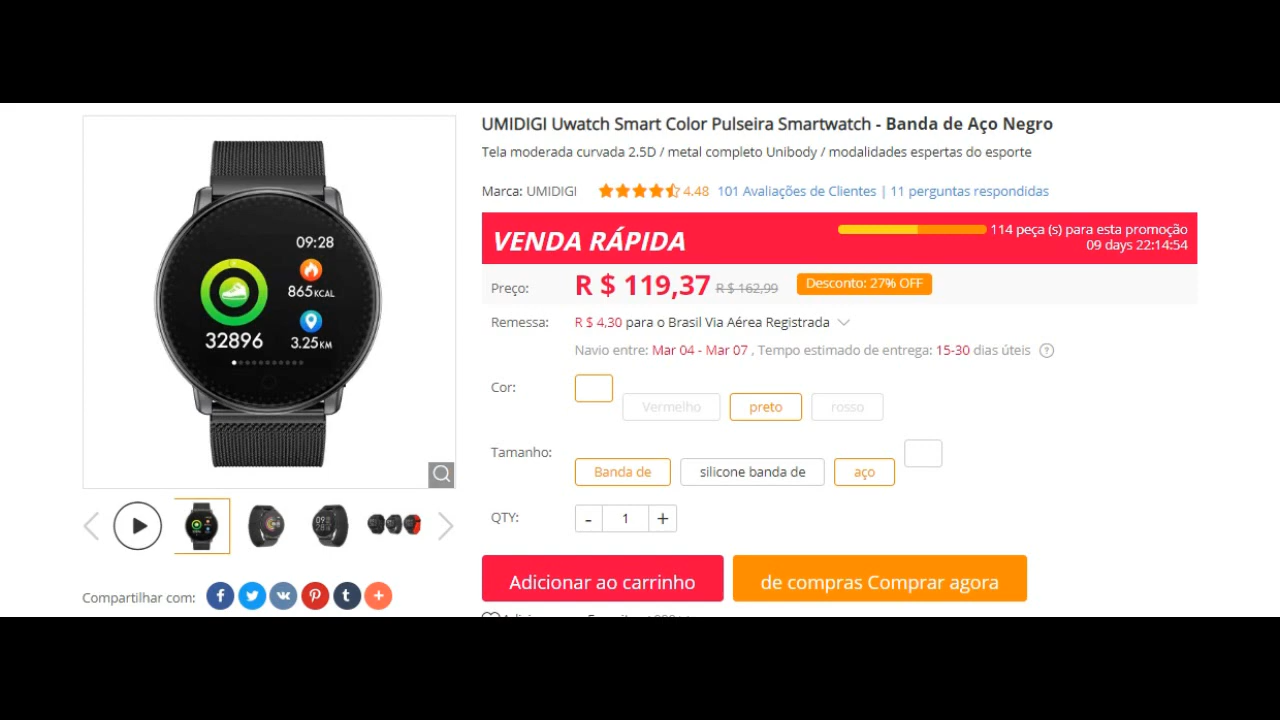 UMIDIGI Uwatch Smart Color Pulseira Smartwatch - Banda de Aço Negro
Tela moderada curvada 2.5D / metal completo Unibody / modalidades espertas do esporte
Marca: UMIDIGI 4.48 101 Avaliações de Clientes | 11 perguntas respondidas
VENDA RÁPIDA
114 peça (s) para esta promoção
09 days 22:14:54
Preço: R $ 119,37 R $ 162,99 Desconto: 27% OFF
Remessa: R $ 4,30 para o Brasil Via Aérea Registrada
Navio entre: Mar 04 - Mar 07 , Tempo estimado de entrega: 15-30 dias úteis ?
Cor:
Vermelho preto rosso
Tamanho:
Banda de silicone banda de aço
QTY: - 1 +
Adicionar ao carrinho de compras Comprar agora
09:28
865KCAL
32896
3.25KM
Compartilhar com: